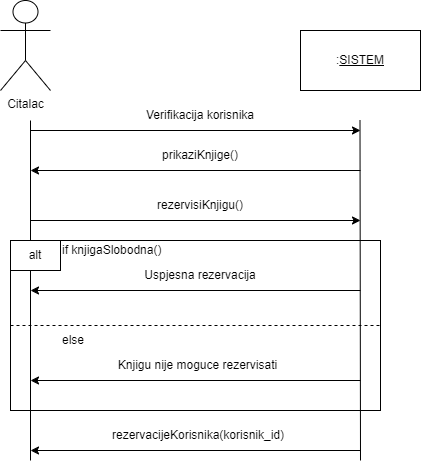 :SISTEM
Citalac
Verifikacija korisnika
prikaziKnjige()
rezervisiKnjigu()
alt
if knjigaSlobodna()
Uspjesna rezervacija
else
Knjigu nije moguce rezervisati
rezervacijeKorisnika(korisnik_id)